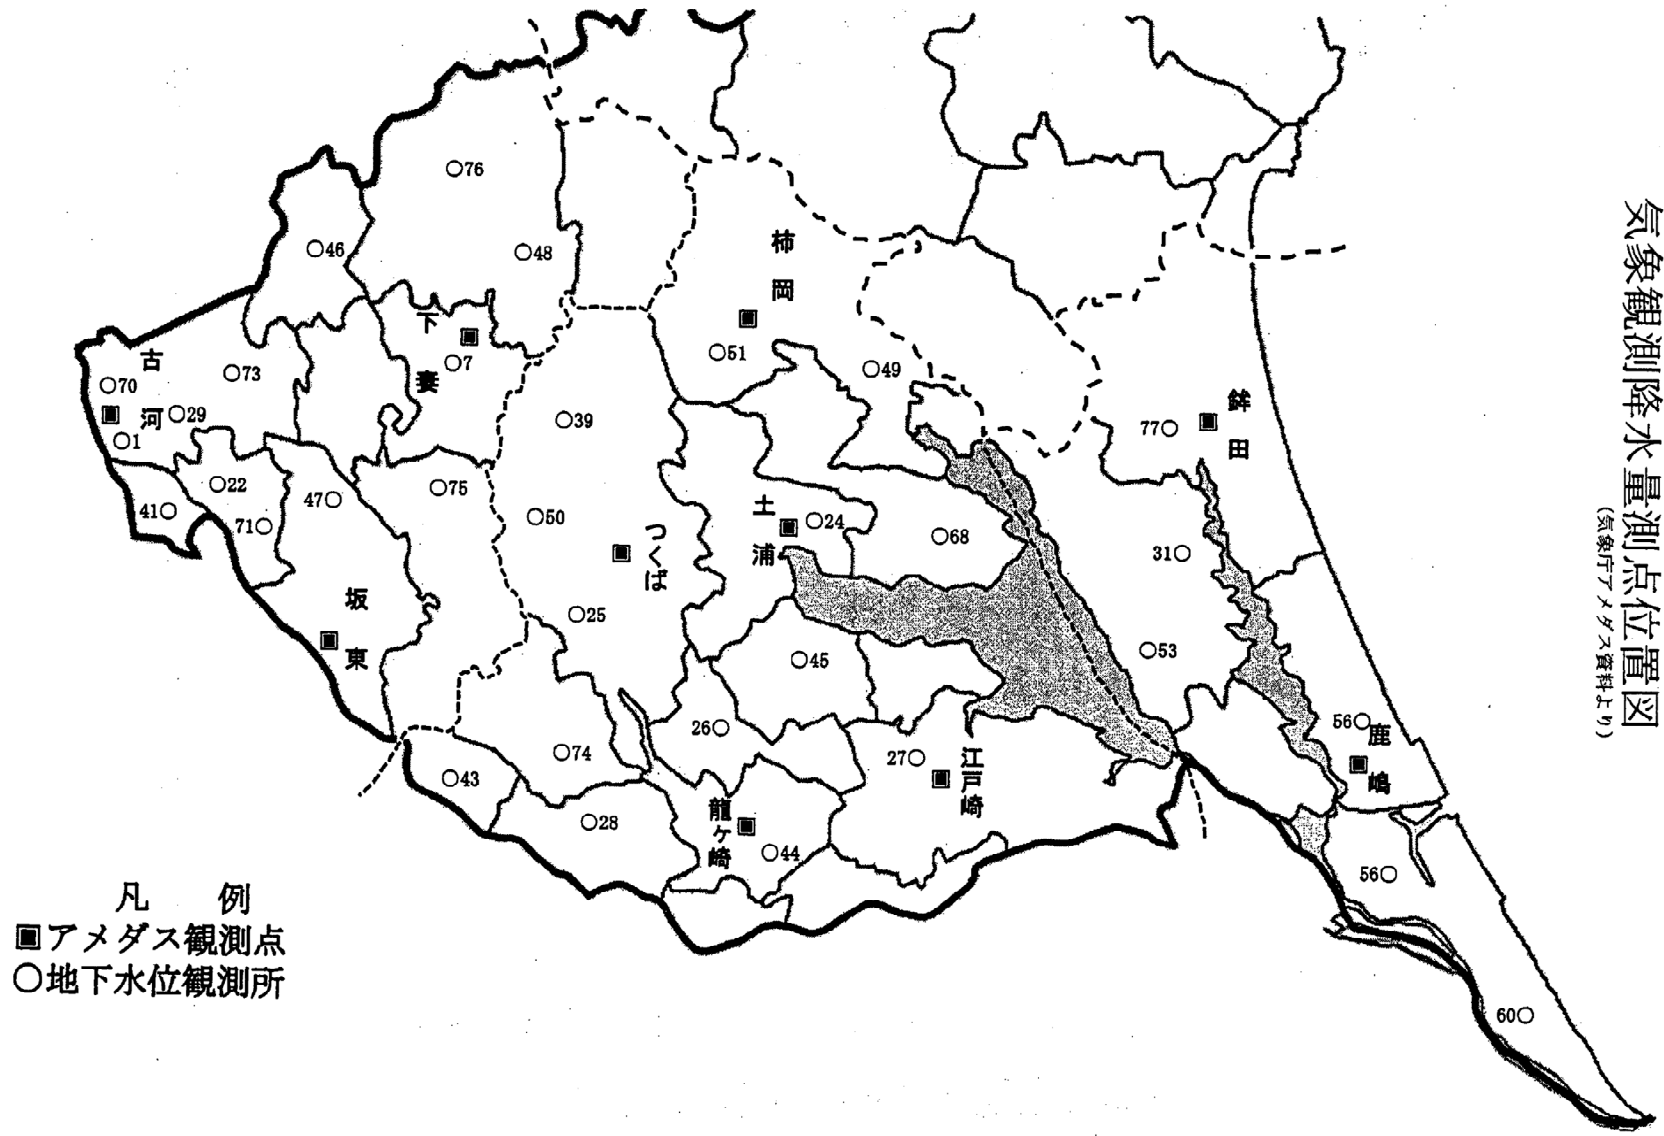 気象観測降水量測点位置図
(気象庁アメダス資料より)
76
46
48
柿岡
下妻
7
51
49
古河
70
73
29
1
39
77
鉾田
22
47
75
41
71
50
つくば
土浦
24
68
31
25
坂東
45
53
26
56
鹿嶋
74
43
27
江戸崎
28
龍ヶ崎
44
56
60
凡 例
アメダス観測点
地下水位観測所